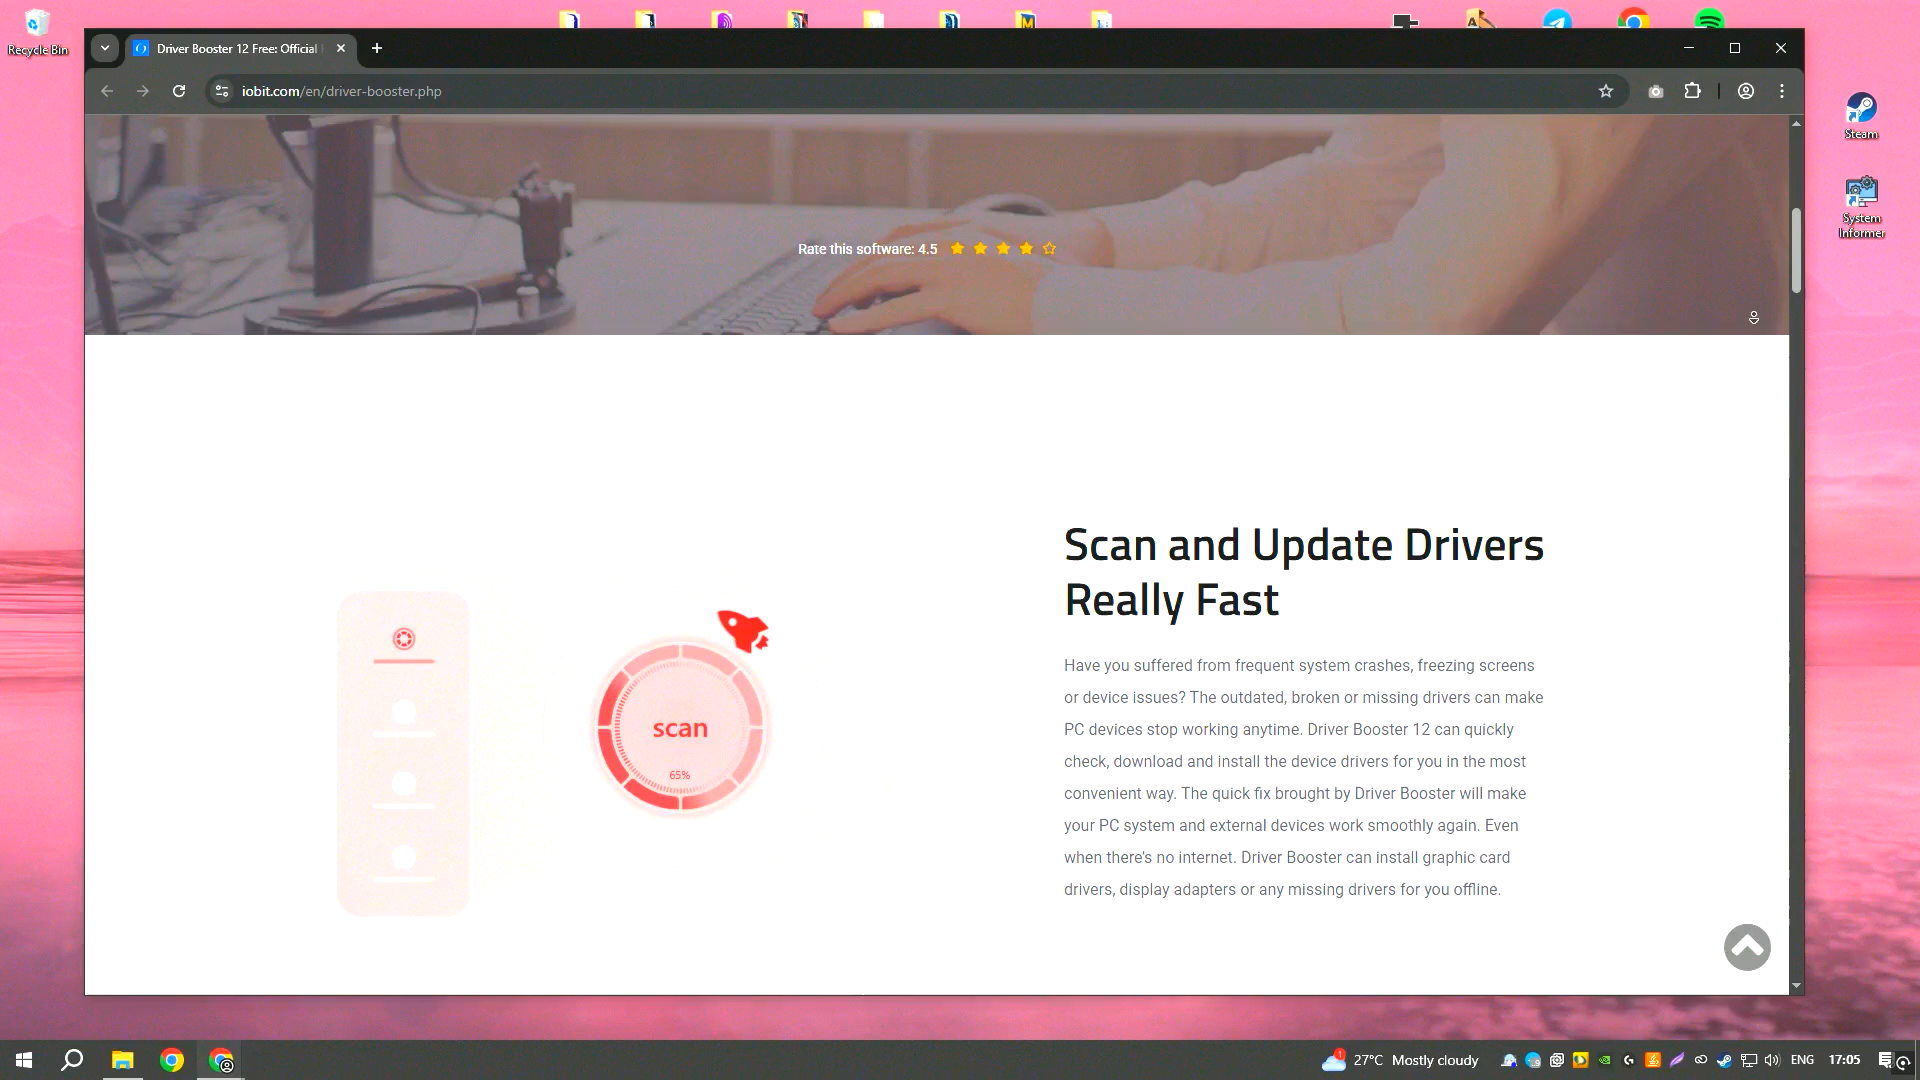 Recycle Bin
Driver Booster 12 Free: Official
iobit.com/en/driver-booster.php
Steam
System
Informer
Rate this software: 4.5
Scan and Update Drivers
Really Fast
Have you suffered from frequent system crashes, freezing screens
or device issues? The outdated, broken or missing drivers can make
PC devices stop working anytime. Driver Booster 12 can quickly
check, download and install the device drivers for you in the most
convenient way. The quick fix brought by Driver Booster will make
your PC system and external devices work smoothly again. Even
when there's no internet. Driver Booster can install graphic card
drivers, display adapters or any missing drivers for you offline.
scan
65%
27°C Mostly cloudy
ENG
17:05